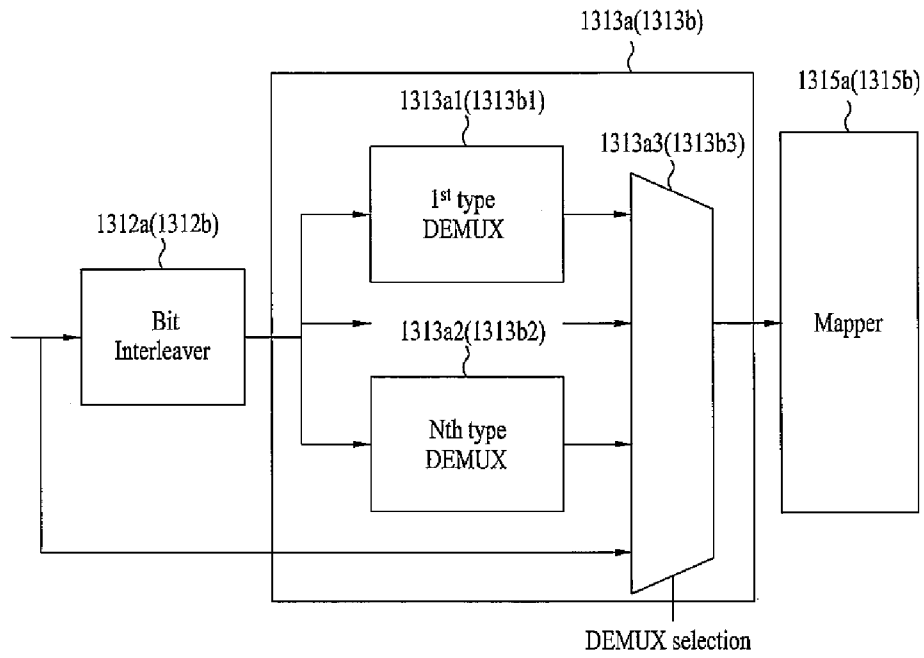 1313a(1313b)
1315a(1315b)
1313a1(1313b1)
1313a3(1313b3)
1st type
DEMUX
1312a(1312b)
Bit
Interleaver
1313a2(1313b2)
Mapper
Nth type
DEMUX
DEMUX selection